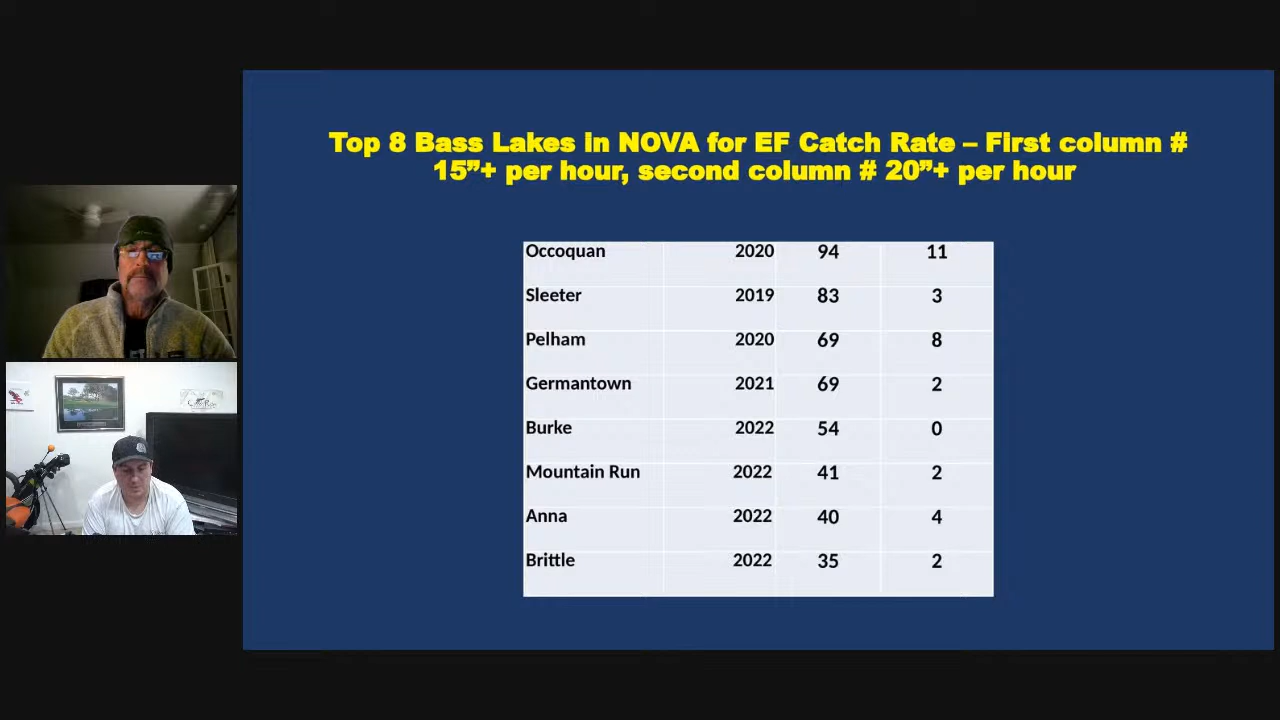 Top 8 Bass Lakes in NOVA for EF Catch Rate – First column #
15”+ per hour, second column # 20”+ per hour
Occoquan 2020 94 11
Sleeter 2019 83 3
Pelham 2020 69 8
Germantown 2021 69 2
Burke 2022 54 0
Mountain Run 2022 41 2
Anna 2022 40 4
Brittle 2022 35 2